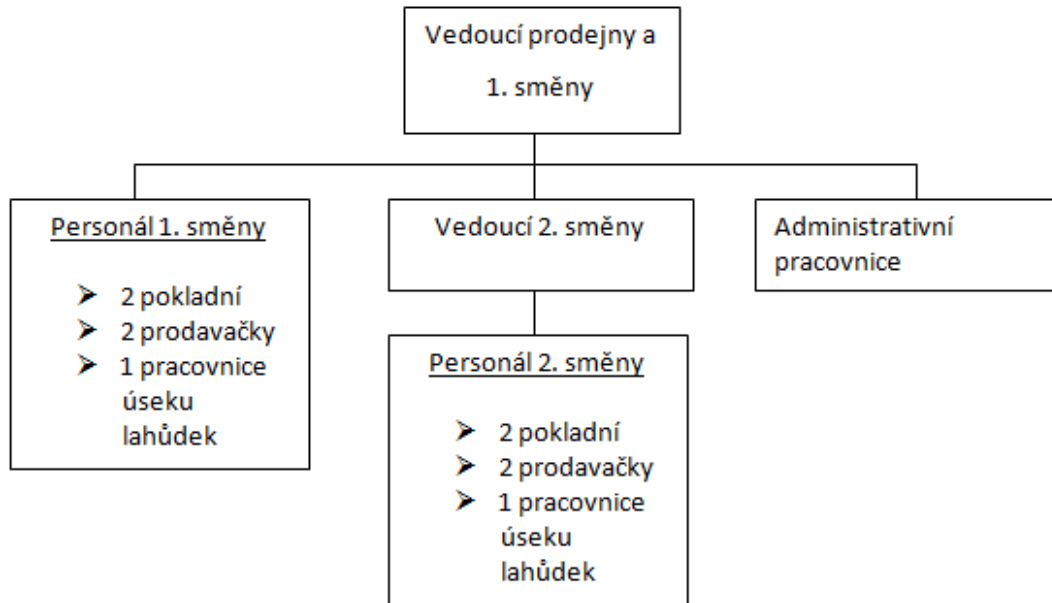 Vedoucí prodejny a
1. směny
Personál 1. směny
➤ 2 pokladní
➤ 2 prodavačky
➤ 1 pracovnice
úseku
lahůdek
Vedoucí 2. směny
Administrativní
pracovnice
Personál 2. směny
➤ 2 pokladní
➤ 2 prodavačky
➤ 1 pracovnice
úseku
lahůdek